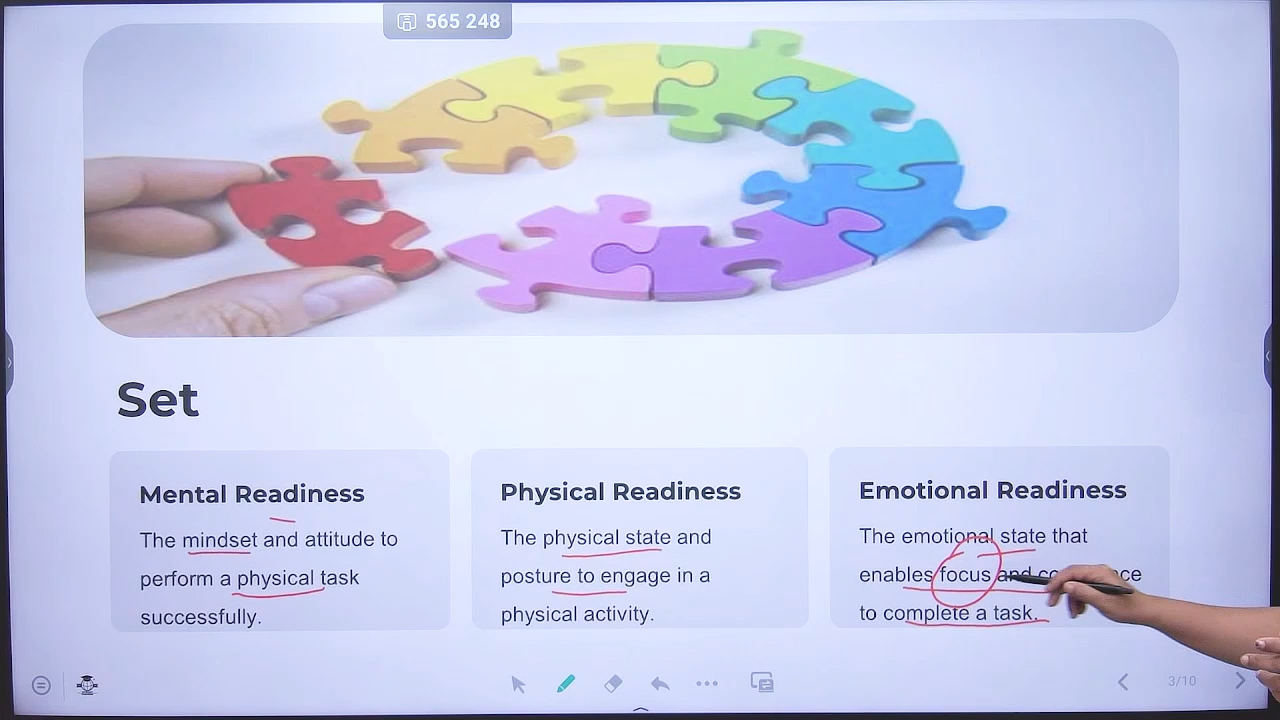 565 248
Set
Mental Readiness
The mindset and attitude to
perform a physical task
successfully.
Physical Readiness
The physical state and
posture to engage in a
physical activity.
Emotional Readiness
The emotional state that
enables focus and
to complete a task.
3/10